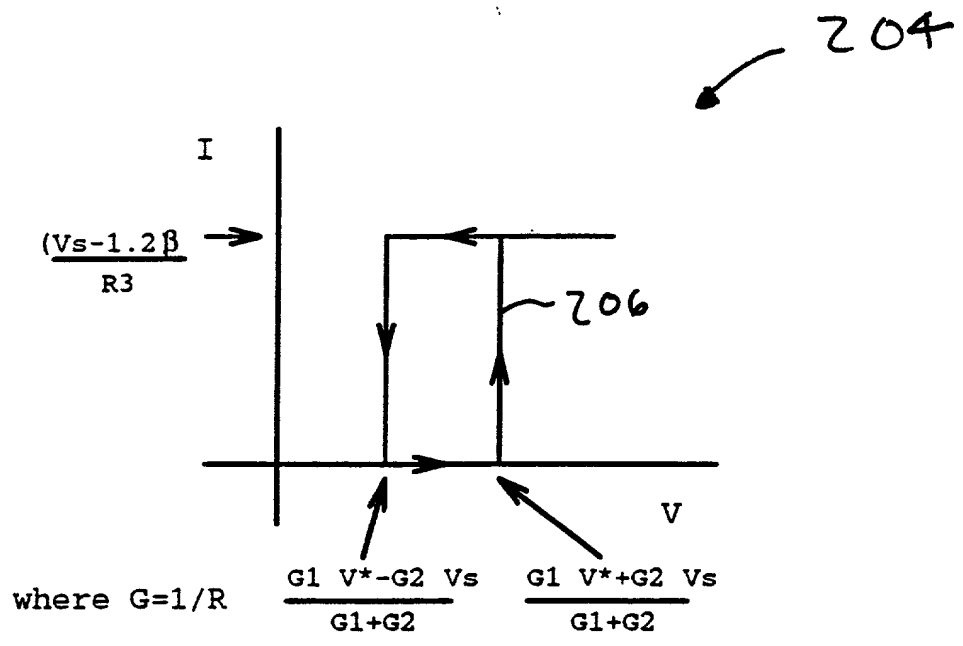 204
I
(Vs-1.2β
R3
206
V
where G=1/R
G1 V*-G2 Vs
G1+G2
G1 V*+G2 Vs
G1+G2